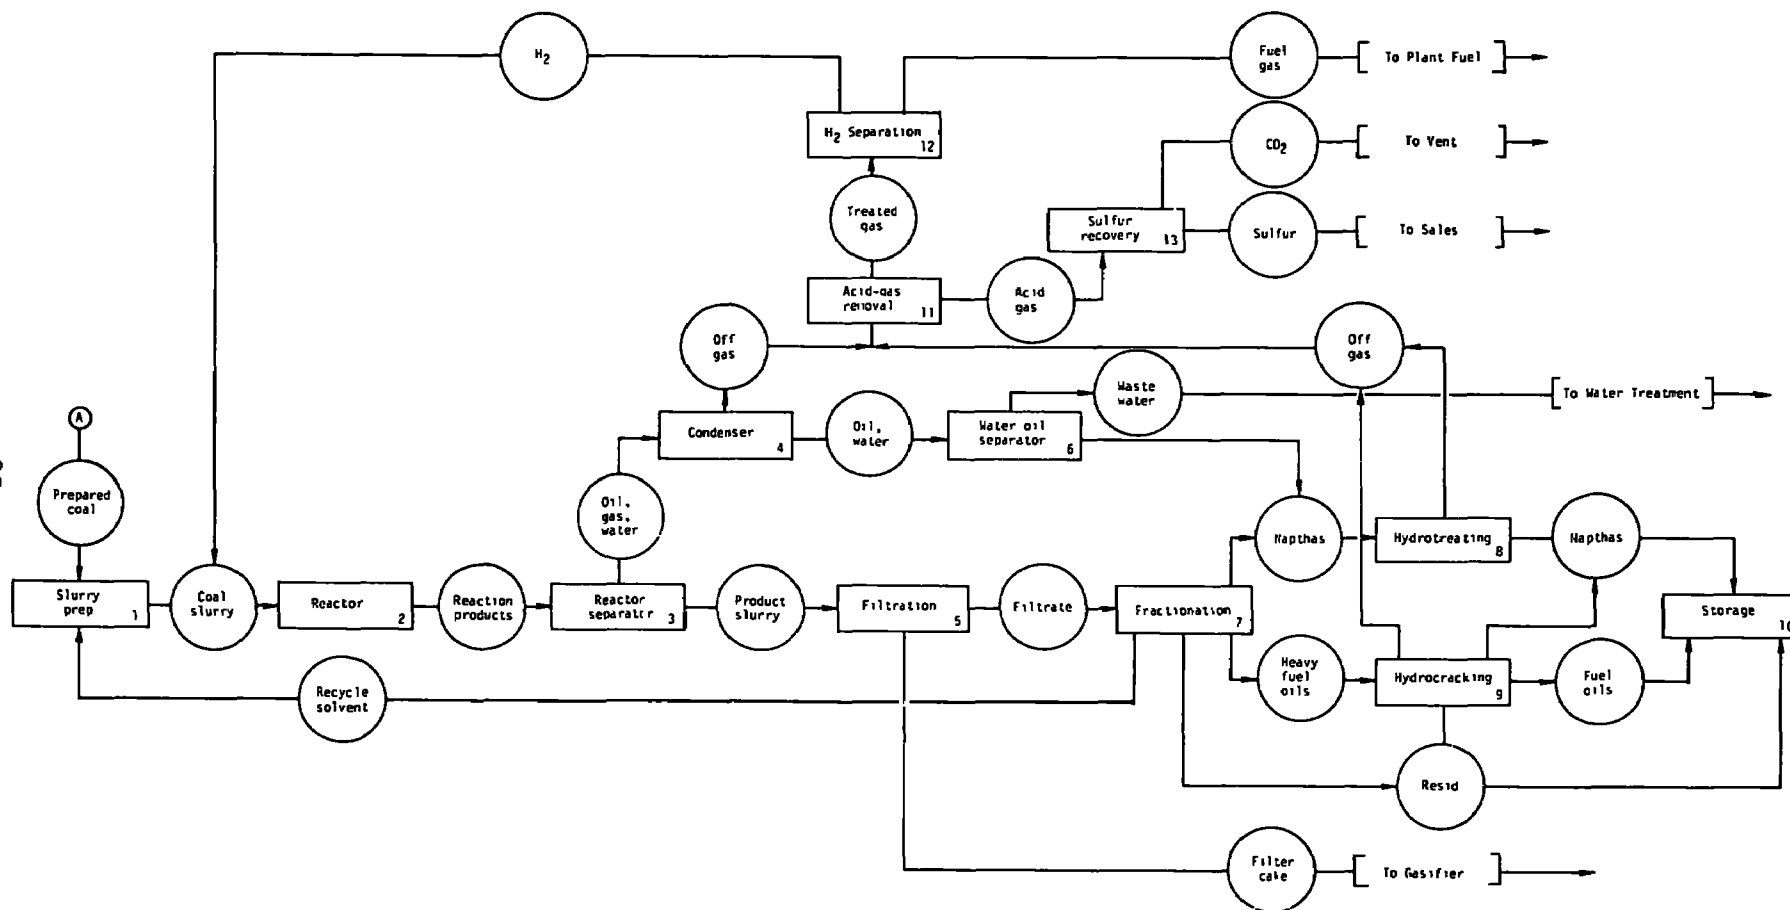 H2
Fuel
gas
To Plant Fuel
H2 Separation
12
CO2
To Vent
Treated
gas
Sulfur
recovery
13
Sulfur
To Sales
Acid-gas
removal
11
Acid
gas
Off
gas
Off
gas
Waste
water
To Water Treatment
A
Condenser
4
Oil,
water
Water oil
separator
6
Prepared
coal
Oil,
gas,
water
Napthas
Hydrotreating
8
Napthas
Slurry
prep
1
Coal
slurry
Reactor
2
Reaction
products
Reactor
separator
3
Product
slurry
Filtration
5
Filtrate
Fractionation
7
Storage
10
Heavy
fuel
oils
Hydrocracking
9
Fuel
oils
Recycle
solvent
Resid
Filter
cake
To Gasifier